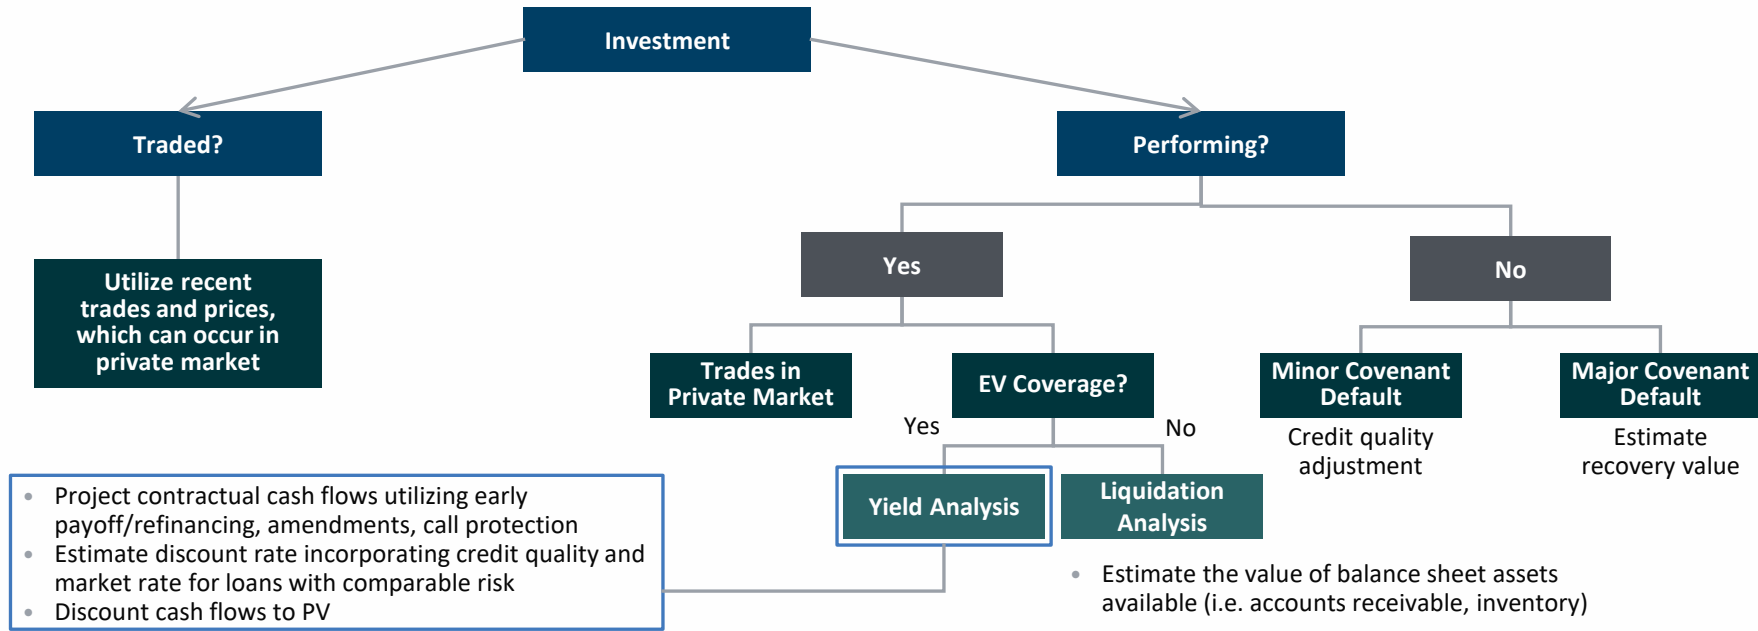 Investment
Traded?
Performing?
Utilize recent
trades and prices,
which can occur in
private market
Yes
No
Trades in
Private Market
EV Coverage?
Minor Covenant
Default
Major Covenant
Default
Credit quality
adjustment
Estimate
recovery value
Yes
No
Yield Analysis
Liquidation
Analysis
• Project contractual cash flows utilizing early
payoff/refinancing, amendments, call protection
• Estimate discount rate incorporating credit quality and
market rate for loans with comparable risk
• Discount cash flows to PV
• Estimate the value of balance sheet assets
available (i.e. accounts receivable, inventory)